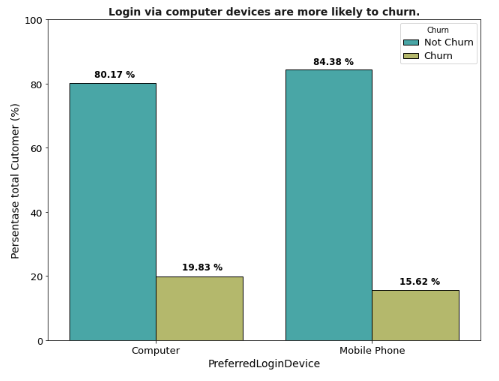 Login via computer devices are more likely to churn.
Persentase total Cutomer (%)
100
80
60
40
20
0
Churn
Not Churn
Churn
80.17 %
19.83 %
84.38 %
15.62 %
Computer
Mobile Phone
PreferredLoginDevice